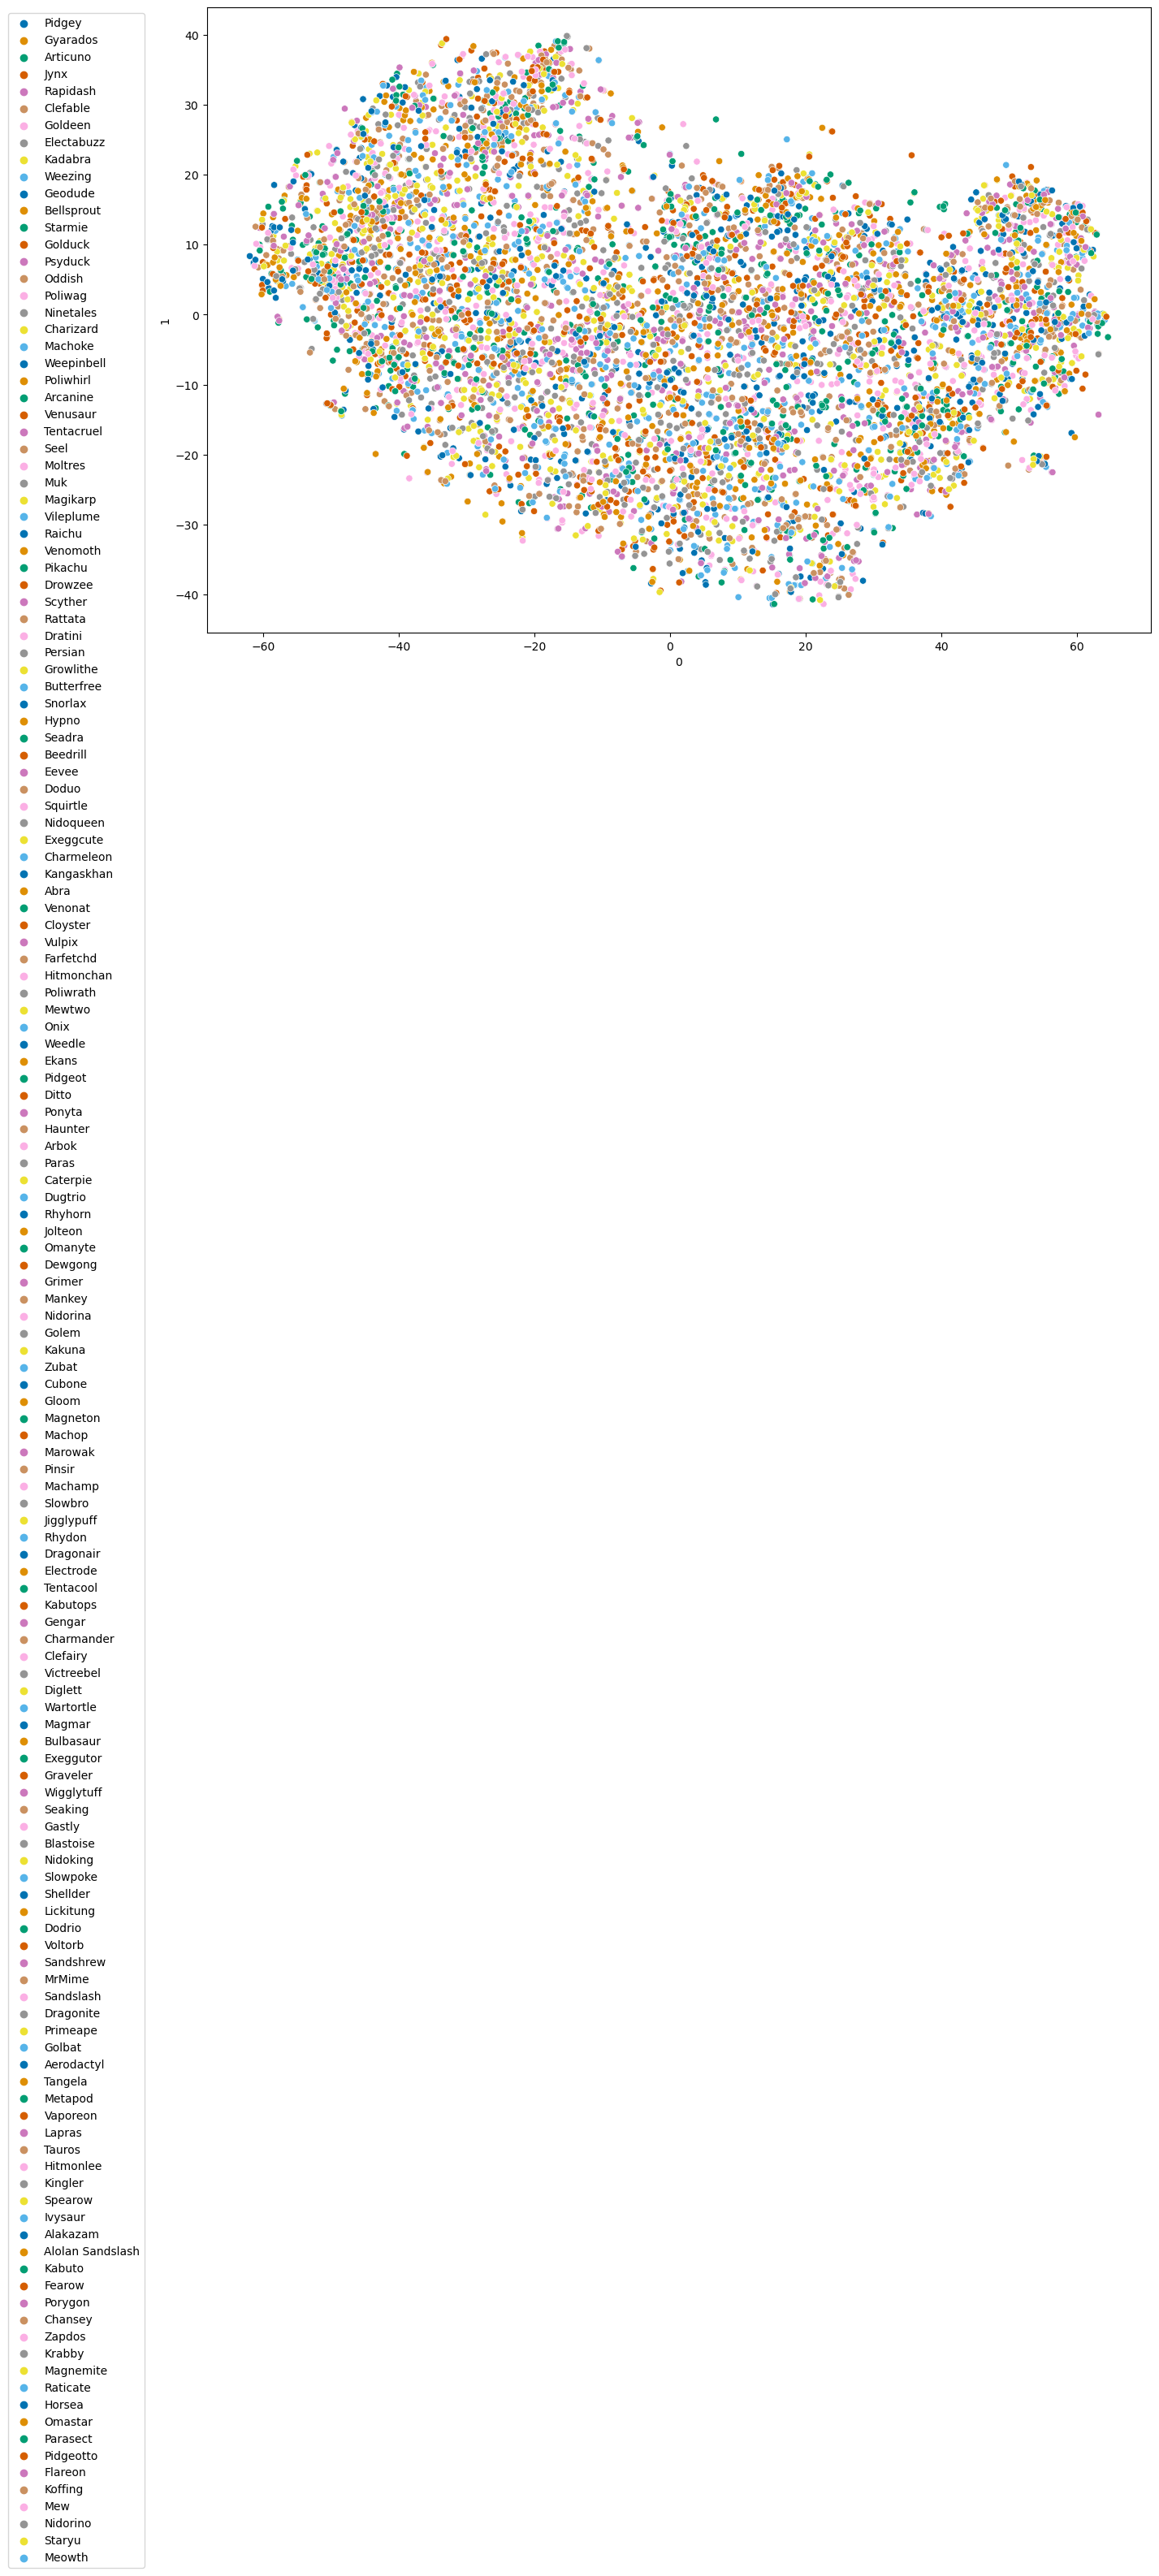 Pidgey
Gyarados
Articuno
Jynx
Rapidash
Clefable
Goldeen
Electabuzz
Kadabra
Weezing
Geodude
Bellsprout
Starmie
Golduck
Psyduck
Oddish
Poliwag
Ninetales
Charizard
Machoke
Weepinbell
Poliwhirl
Arcanine
Venusaur
Tentacruel
Seel
Moltres
Muk
Magikarp
Vileplume
Raichu
Venomoth
Pikachu
Drowzee
Scyther
Rattata
Dratini
Persian
Growlithe
Butterfree
Snorlax
Hypno
Seadra
Beedrill
Eevee
Doduo
Squirtle
Nidoqueen
Exeggcute
Charmeleon
Kangaskhan
Abra
Venonat
Cloyster
Vulpix
Farfetchd
Hitmonchan
Poliwrath
Mewtwo
Onix
Weedle
Ekans
Pidgeot
Ditto
Ponyta
Haunter
Arbok
Paras
Caterpie
Dugtrio
Rhyhorn
Jolteon
Omanyte
Dewgong
Grimer
Mankey
Nidorina
Golem
Kakuna
Zubat
Cubone
Gloom
Magneton
Machop
Marowak
Pinsir
Machamp
Slowbro
Jigglypuff
Rhydon
Dragonair
Electrode
Tentacool
Kabutops
Gengar
Charmander
Clefairy
Victreebel
Diglett
Wartortle
Magmar
Bulbasaur
Exeggutor
Graveler
Wigglytuff
Seaking
Gastly
Blastoise
Nidoking
Slowpoke
Shellder
Lickitung
Dodrio
Voltorb
Sandshrew
MrMime
Sandslash
Dragonite
Primeape
Golbat
Aerodactyl
Tangela
Metapod
Vaporeon
Lapras
Tauros
Hitmonlee
Kingler
Spearow
Ivysaur
Alakazam
Alolan Sandslash
Kabuto
Fearow
Porygon
Chansey
Zapdos
Krabby
Magnemite
Raticate
Horsea
Omastar
Parasect
Pidgeotto
Flareon
Koffing
Mew
Nidorino
Staryu
Meowth
40
30
20
10
0
−10
−20
−30
−40
1
−60 −40 −20 0 20 40 60
0